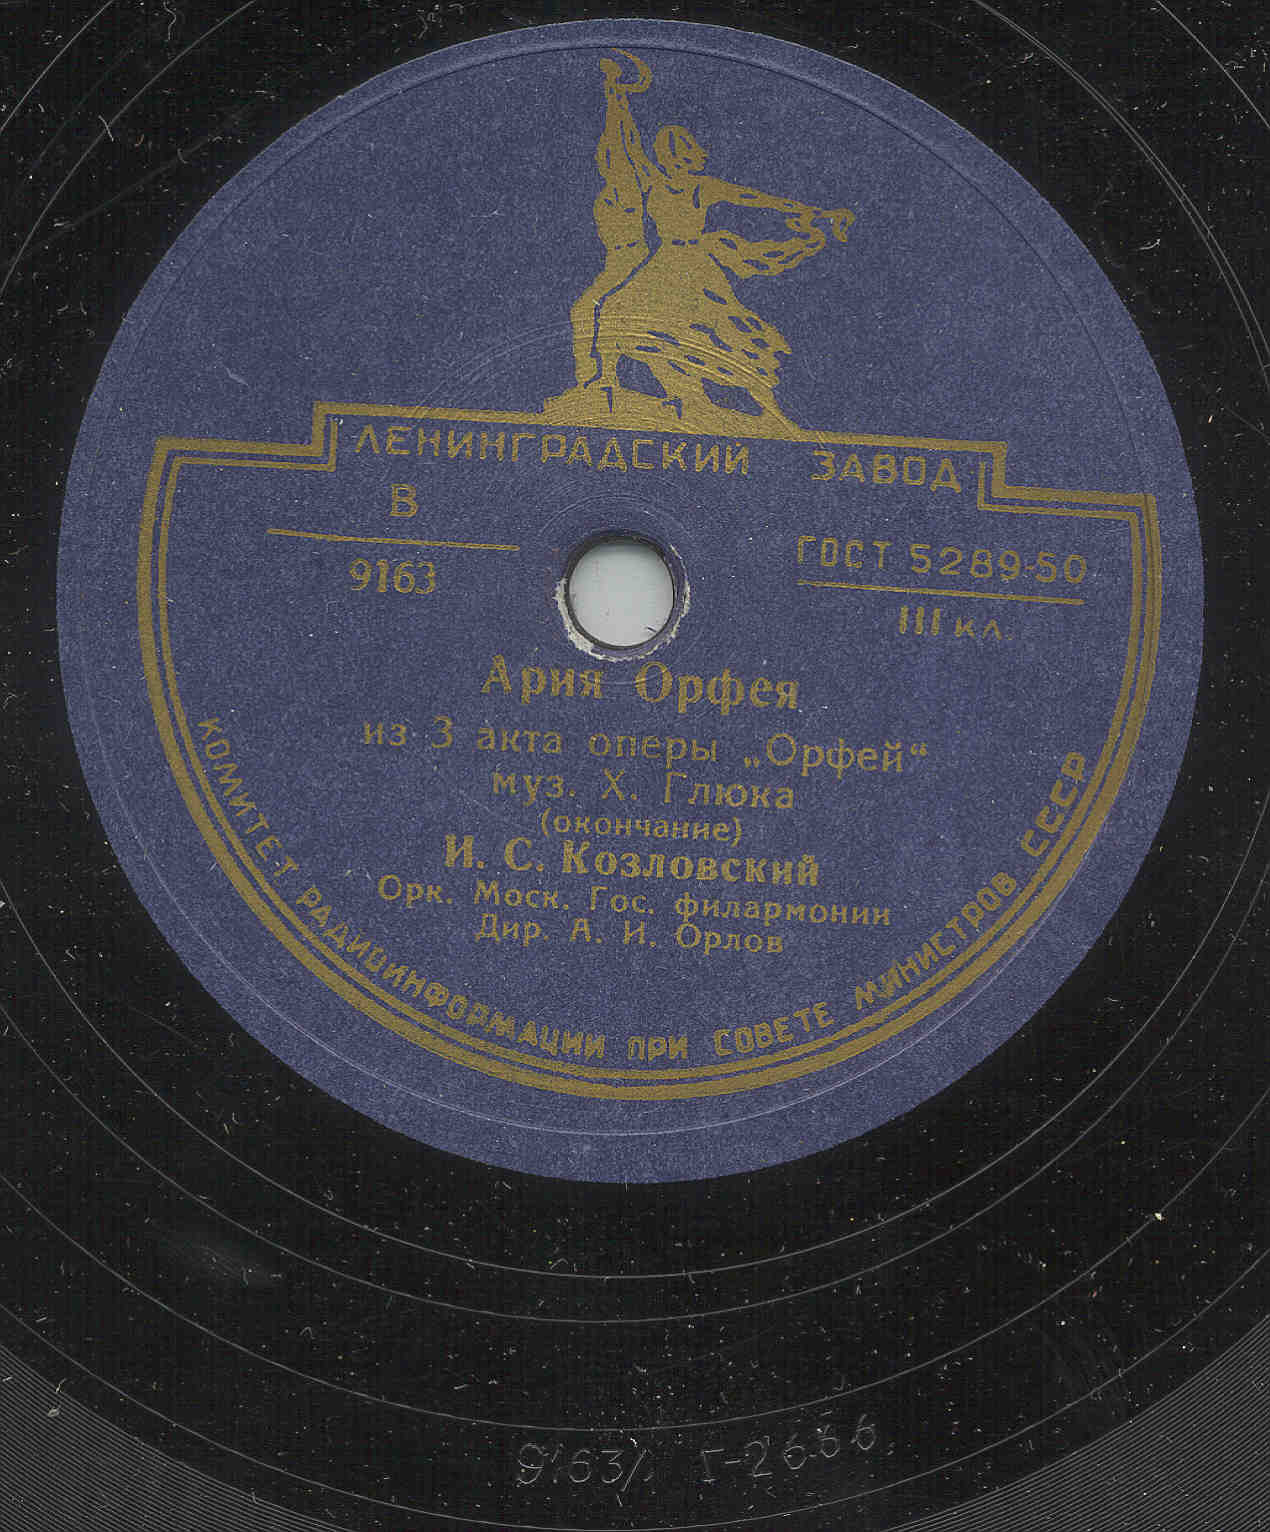 ЛЕНИНГРАДСКИЙ ЗАВОД
В
9163
ГОСТ 5289-50
III кл.
Ария Орфея
из 3 акта оперы „Орфей“
муз. Х. Глюка
(окончание)
И. С. Козловский
Орк. Моск. Гос. филармонии
Дир. А. И. Орлов
КОМИТЕТ РАДИОИНФОРМАЦИИ ПРИ СОВЕТЕ МИНИСТРОВ СССР
9163/